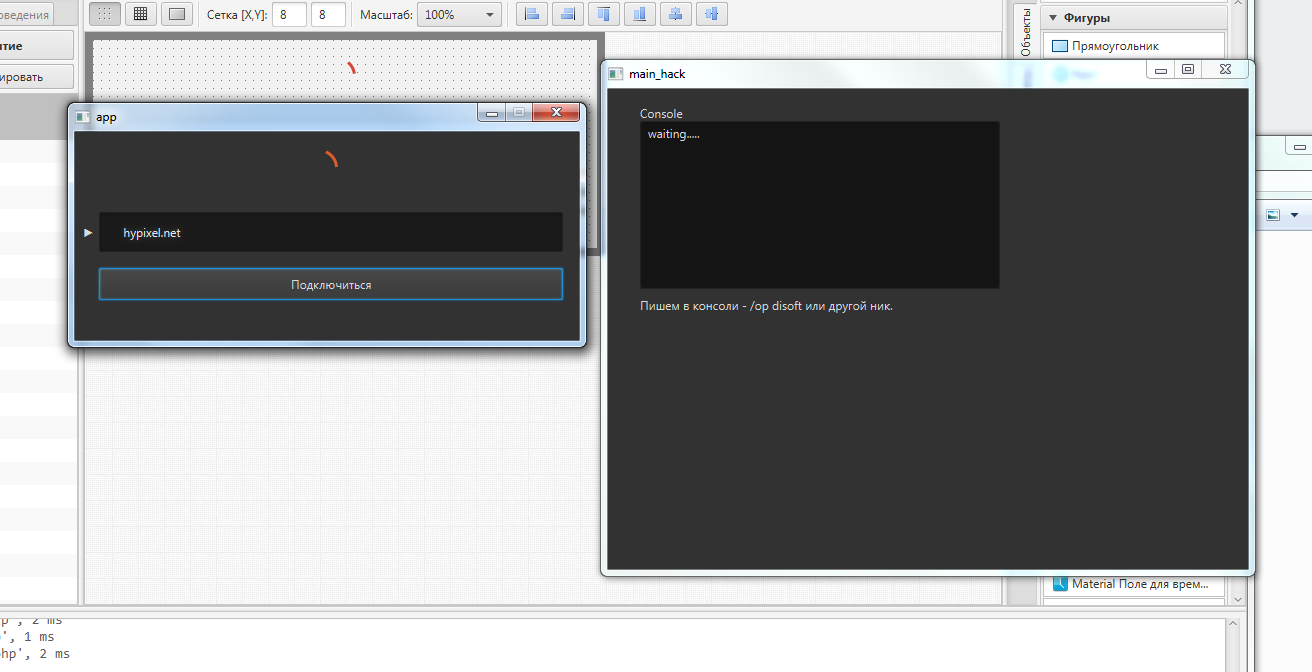 оведения
Сетка [X,Y]:
8
8
Масштаб:
100%
Объекты
Фигуры
Прямоугольник
тие
ировать
app
hypixel.net
Подключиться
main_hack
Console
waiting.....
Пишем в консоли - /op disoft или другой ник.
Material Поле для врем...
p', 2 ms
', 1 ms
hp', 2 ms